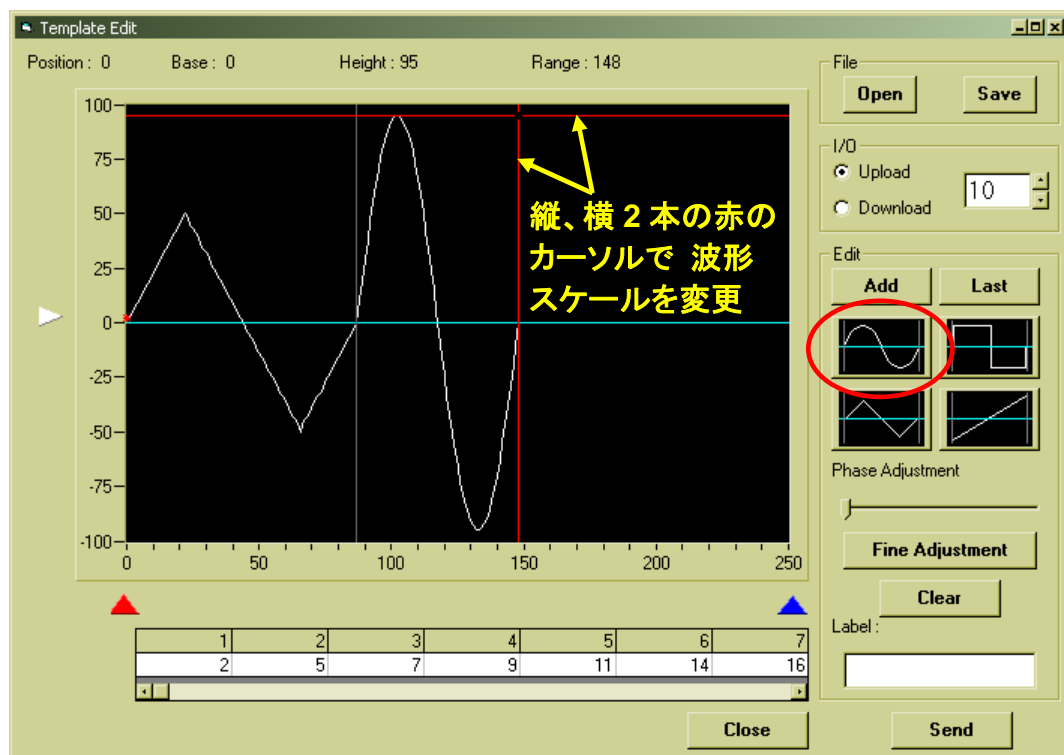 Template Edit
Position : 0 Base : 0 Height : 95 Range : 148
File
Open Save
I/O
Upload
Download
10
Edit
Add Last
Phase Adjustment
Fine Adjustment
Clear
Label :
100
75
50
25
0
-25
-50
-75
-100
0 50 100 150 200 250
縦、横 2 本の赤の
カーソルで 波形
スケールを変更
1 2 3 4 5 6 7
2 5 7 9 11 14 16
Close Send